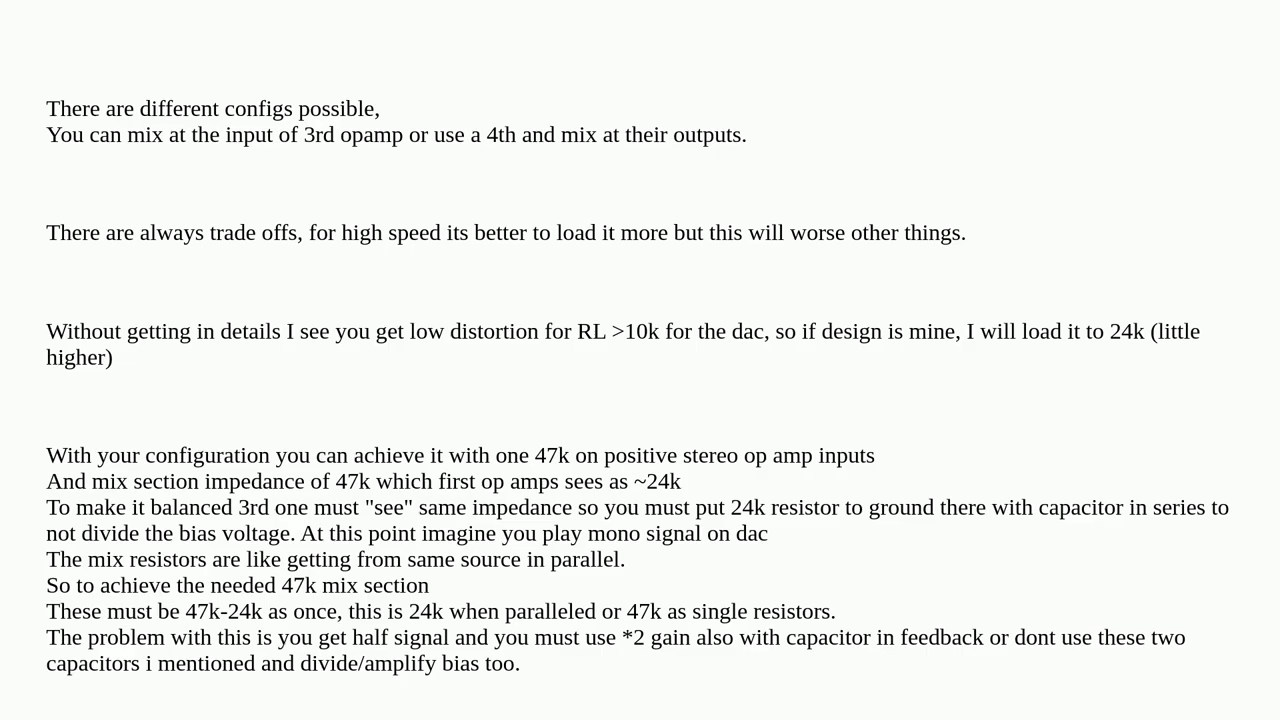 There are different configs possible,
You can mix at the input of 3rd opamp or use a 4th and mix at their outputs.
There are always trade offs, for high speed its better to load it more but this will worse other things.
Without getting in details I see you get low distortion for RL >10k for the dac, so if design is mine, I will load it to 24k (little
higher)
With your configuration you can achieve it with one 47k on positive stereo op amp inputs
And mix section impedance of 47k which first op amps sees as ~24k
To make it balanced 3rd one must "see" same impedance so you must put 24k resistor to ground there with capacitor in series to
not divide the bias voltage. At this point imagine you play mono signal on dac
The mix resistors are like getting from same source in parallel.
So to achieve the needed 47k mix section
These must be 47k-24k as once, this is 24k when paralleled or 47k as single resistors.
The problem with this is you get half signal and you must use *2 gain also with capacitor in feedback or dont use these two
capacitors i mentioned and divide/amplify bias too.